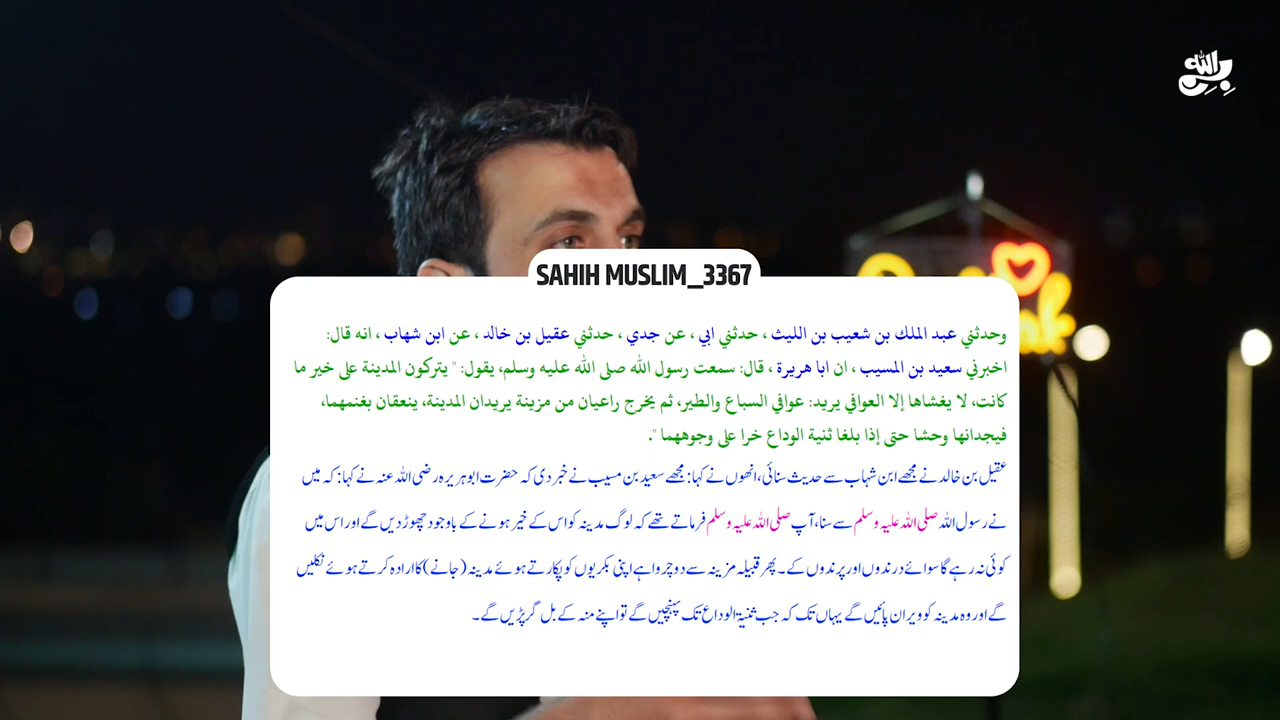 بسم الله
SAHIH MUSLIM_3367
وحدثني عبد الملك بن شعيب بن الليث ، حدثني ابي ، عن جدي ، حدثني عقيل بن خالد ، عن ابن شهاب ، انه قال:
اخبرني سعيد بن المسيب ، ان ابا هريرة ، قال: سمعت رسول الله صلى الله عليه وسلم، يقول: " يتركون المدينة على خير ما
كانت، لا يغشاها إلا العوافي يريد: عوافي السباع والطير، ثم يخرج راعيان من مزينة يريدان المدينة، ينعقان بغنمهما،
فيجدانها وحشا حتى إذا بلغا ثنية الوداع خرا على وجوههما ".
عقیل بن خالد نے مجھے ابن شہاب سے حدیث سنائی، انھوں نے کہا: مجھے سعید بن مسیب نے خبر دی کہ حضرت ابوہریرہ رضی اللہ عنہ نے کہا: کہ میں
نے رسول اللہ صلی اللہ علیہ وسلم سے سنا، آپ صلی اللہ علیہ وسلم فرماتے تھے کہ لوگ مدینہ کو اس کے خیر ہونے کے باوجود چھوڑ دیں گے اور اس میں
کوئی نہ رہے گا سوائے درندوں اور پرندوں کے۔ پھر قبیلہ مزینہ سے دو چرواہے اپنی بکریوں کو پکارتے ہوئے مدینہ (جانے) کا ارادہ کرتے ہوئے نکلیں
گے اور وہ مدینہ کو ویران پائیں گے یہاں تک کہ جب ثنیۃ الوداع تک پہنچیں گے تو اپنے منہ کے بل گر پڑیں گے۔